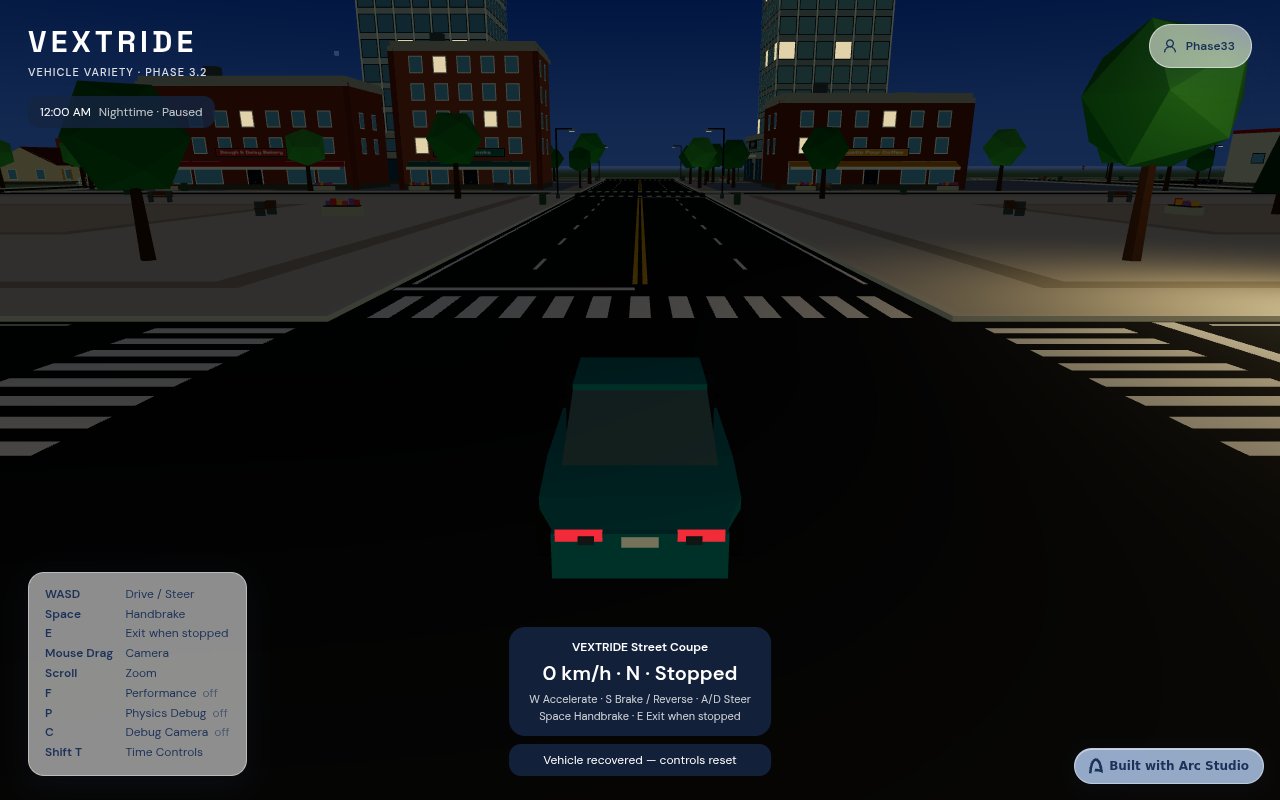 VEXTRIDE
VEHICLE VARIETY · PHASE 3.2
12:00 AM Nighttime · Paused
Phase33
WASD Drive / Steer
Space Handbrake
E Exit when stopped
Mouse Drag Camera
Scroll Zoom
F Performance off
P Physics Debug off
C Debug Camera off
Shift T Time Controls
VEXTRIDE Street Coupe
0 km/h · N · Stopped
W Accelerate · S Brake / Reverse · A/D Steer
Space Handbrake · E Exit when stopped
Vehicle recovered — controls reset
Built with Arc Studio